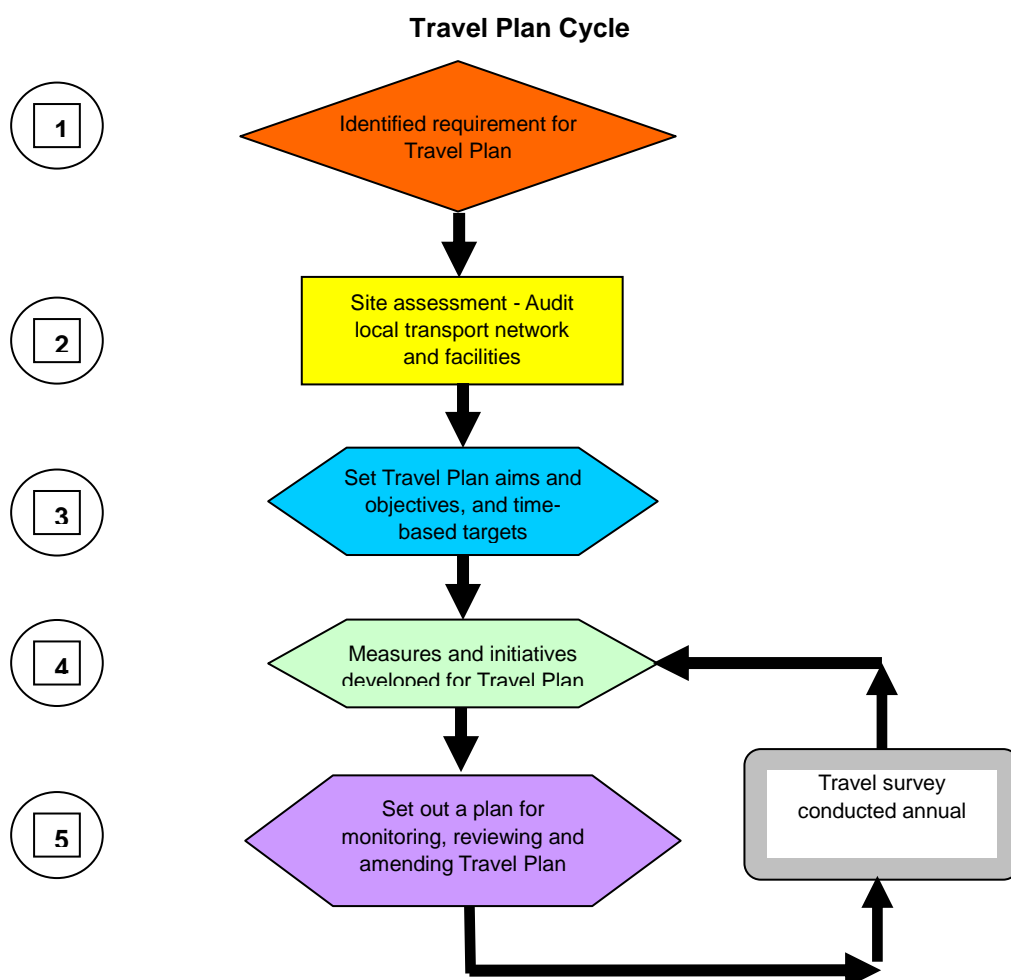 Travel Plan Cycle
1
Identified requirement for
Travel Plan
2
Site assessment - Audit
local transport network
and facilities
3
Set Travel Plan aims and
objectives, and time-
based targets
4
Measures and initiatives
developed for Travel Plan
5
Set out a plan for
monitoring, reviewing and
amending Travel Plan
Travel survey
conducted annual